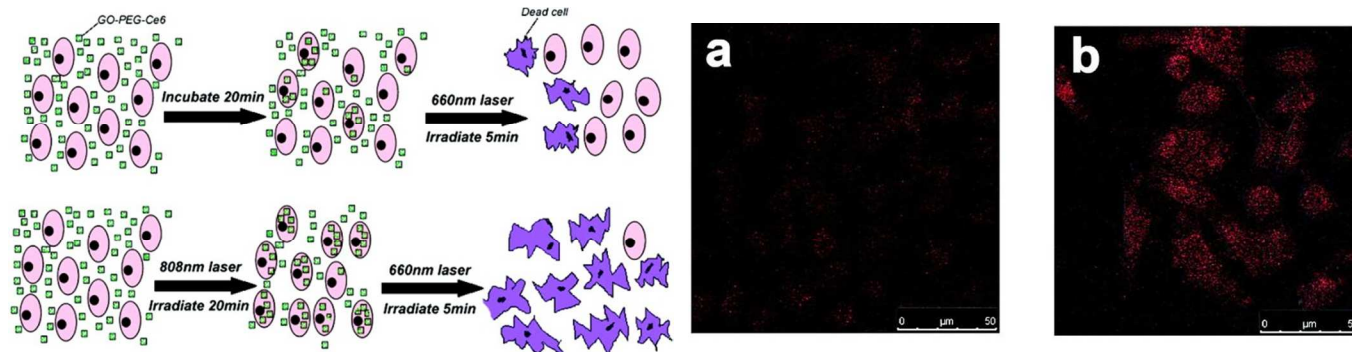 GO-PEG-Ce6
Dead cell
Incubate 20min
660nm laser
Irradiate 5min
808nm laser
Irradiate 20min
660nm laser
Irradiate 5min
a
0 µm 50
b
0 µm 50